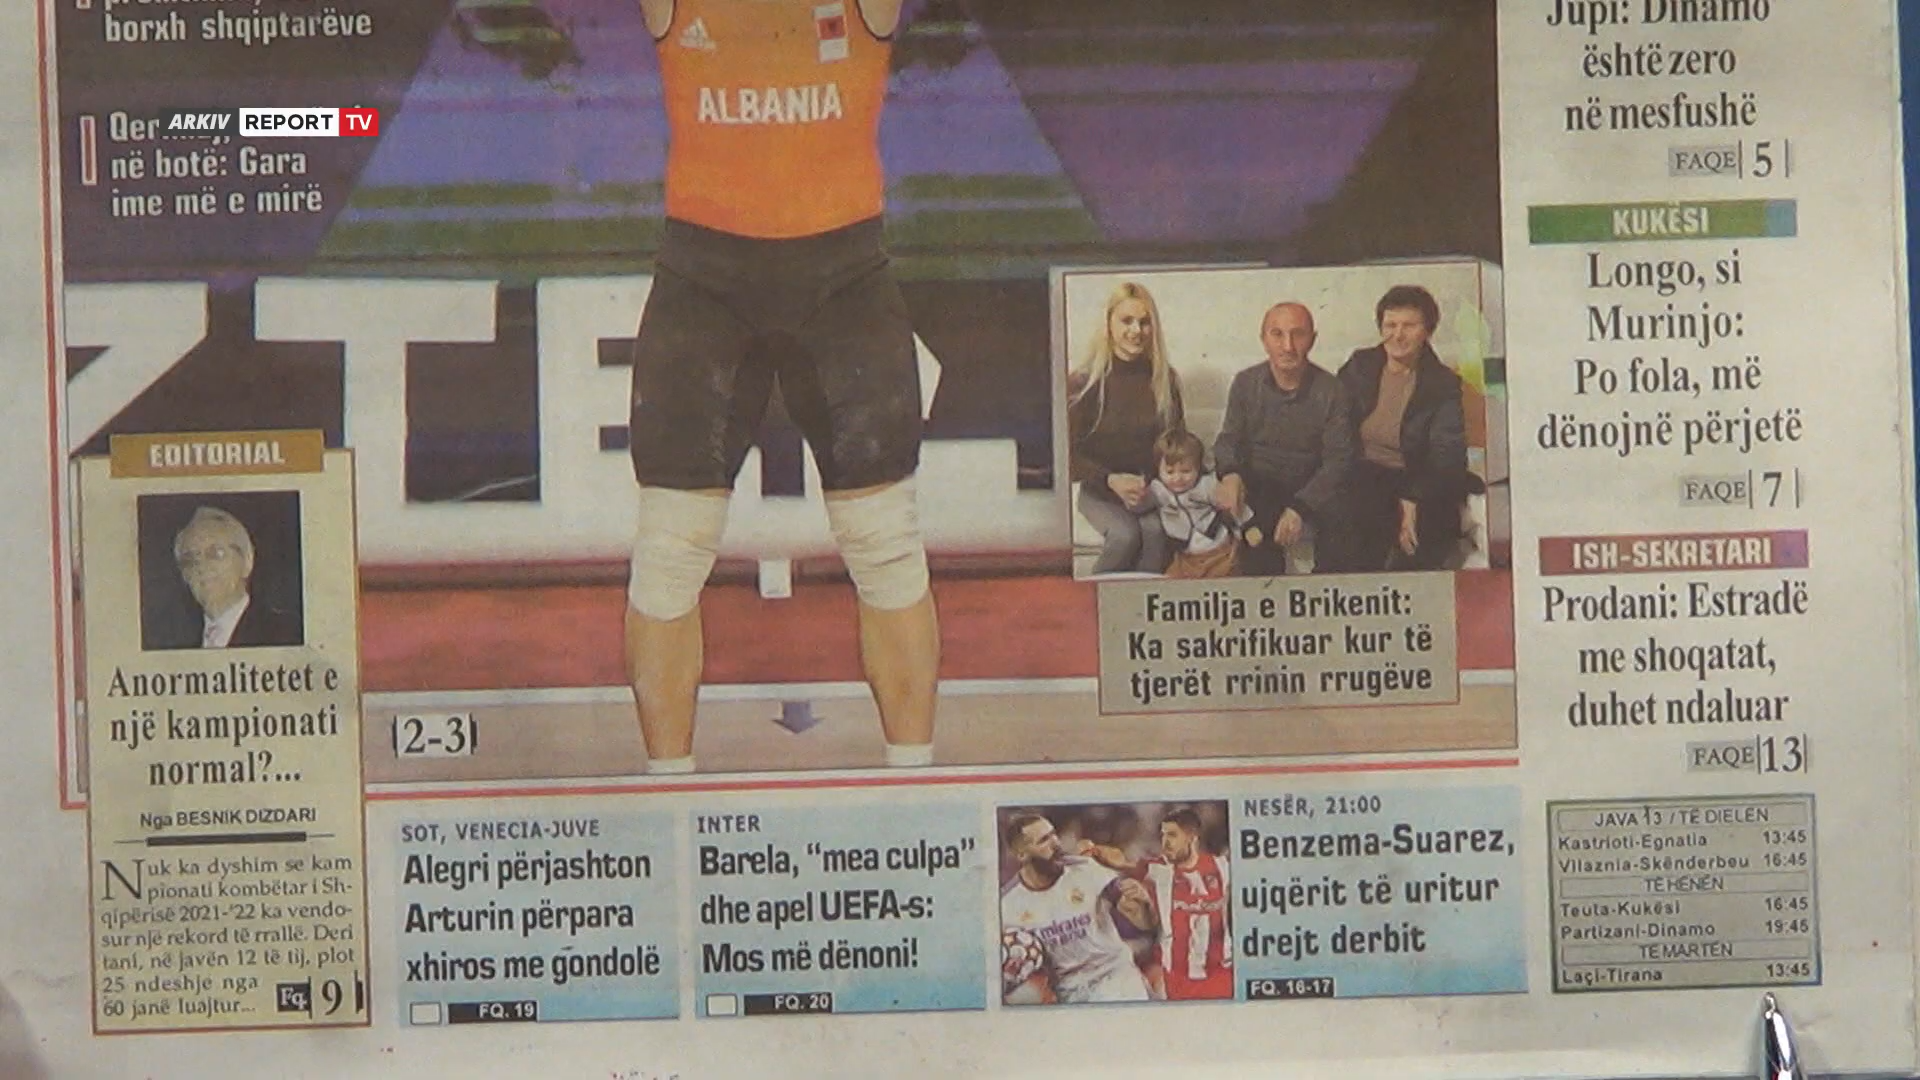 borxh shqiptarëve
ARKIV REPORT TV
në botë: Gara
ime më e mirë
ALBANIA
EDITORIAL
Anormalitetet e
një kampionati
normal?...
Nga BESNIK DIZDARI
Nuk ka dyshim se kam
pionati kombëtar i Sh-
qipërisë 2021-'22 ka vendo-
sur një rekord të rrallë. Deri
tani, në javën 12 të tij, plot
25 ndeshje nga
60 janë luajtur...
Fq. 9
2-3
Familja e Brikenit:
Ka sakrifikuar kur të
tjerët rrinin rrugëve
Jupi: Dinamo
është zero
në mesfushë
FAQE 5
KUKËSI
Longo, si
Murinjo:
Po fola, më
dënojnë përjetë
FAQE 7
ISH-SEKRETARI
Prodani: Estradë
me shoqatat,
duhet ndaluar
FAQE 13
SOT, VENECIA-JUVE
Alegri përjashton
Arturin përpara
xhiros me gondolë
FQ. 19
INTER
Barela, “mea culpa”
dhe apel UEFA-s:
Mos më dënoni!
FQ. 20
NESËR, 21:00
Benzema-Suarez,
ujqërit të uritur
drejt derbit
FQ. 16-17
JAVA 13 / TË DIELËN
Kastrioti-Egnatia 13:45
Vllaznia-Skënderbeu 16:45
TË HËNËN
Teuta-Kukësi 16:45
Partizani-Dinamo 19:45
TË MARTËN
Laçi-Tirana 13:45